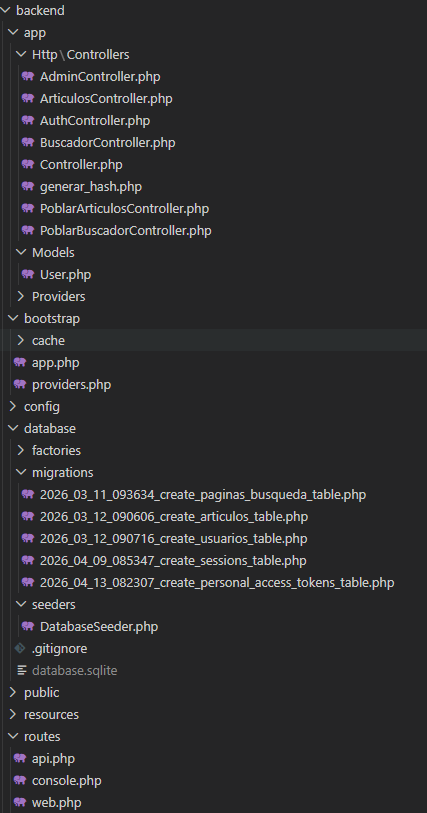 backend
app
Http\Controllers
AdminController.php
ArticulosController.php
AuthController.php
BuscadorController.php
Controller.php
generar_hash.php
PoblarArticulosController.php
PoblarBuscadorController.php
Models
User.php
Providers
bootstrap
cache
app.php
providers.php
config
database
factories
migrations
2026_03_11_093634_create_paginas_busqueda_table.php
2026_03_12_090606_create_articulos_table.php
2026_03_12_090716_create_usuarios_table.php
2026_04_09_085347_create_sessions_table.php
2026_04_13_082307_create_personal_access_tokens_table.php
seeders
DatabaseSeeder.php
.gitignore
database.sqlite
public
resources
routes
api.php
console.php
web.php